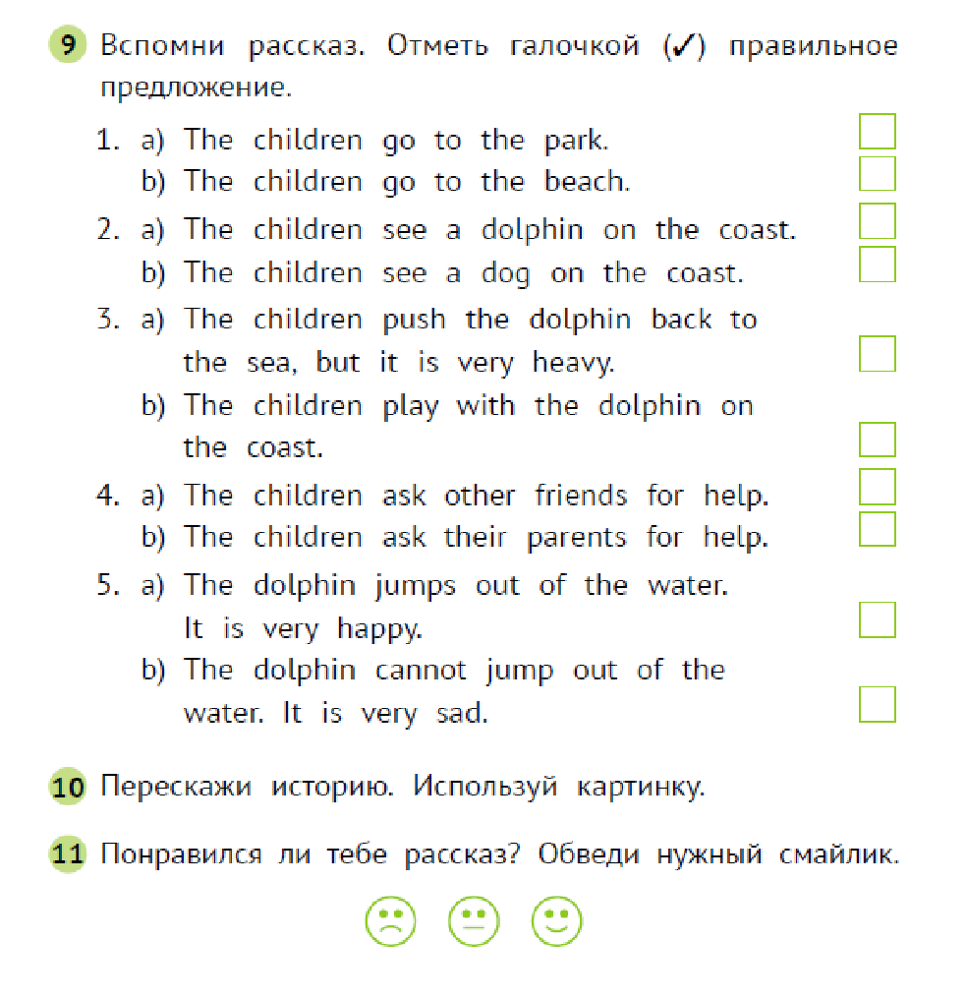 9 Вспомни рассказ. Отметь галочкой (✓) правильное
предложение.
1. a) The children go to the park.
b) The children go to the beach.
2. a) The children see a dolphin on the coast.
b) The children see a dog on the coast.
3. a) The children push the dolphin back to
the sea, but it is very heavy.
b) The children play with the dolphin on
the coast.
4. a) The children ask other friends for help.
b) The children ask their parents for help.
5. a) The dolphin jumps out of the water.
It is very happy.
b) The dolphin cannot jump out of the
water. It is very sad.
10 Перескажи историю. Используй картинку.
11 Понравился ли тебе рассказ? Обведи нужный смайлик.